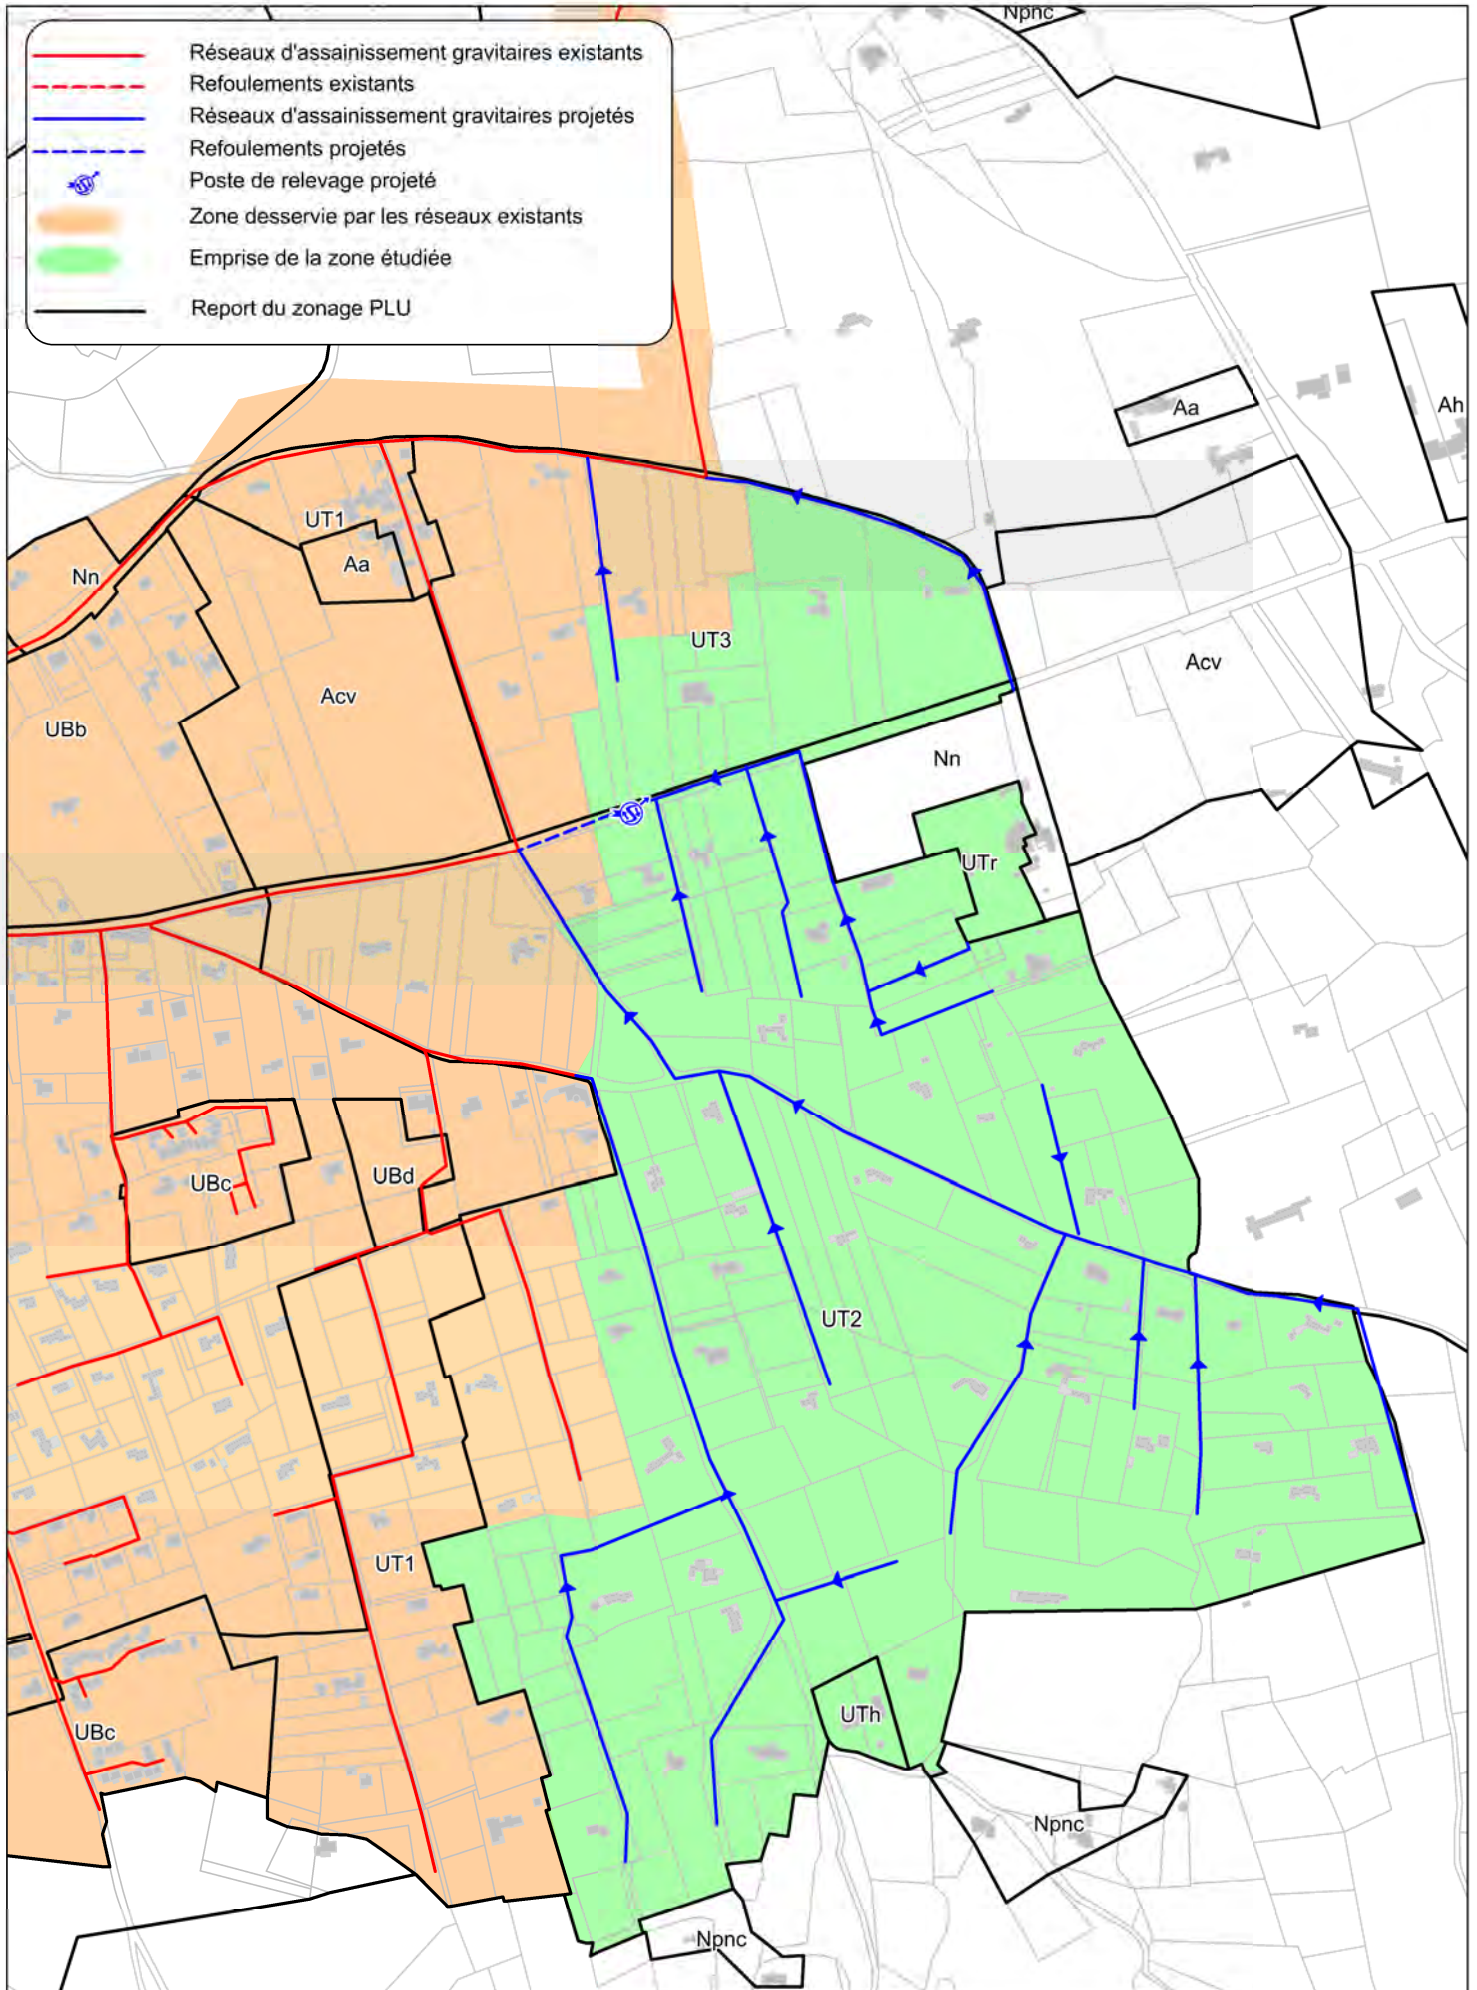 Npnc
Réseaux d'assainissement gravitaires existants
Refoulements existants
Réseaux d'assainissement gravitaires projetés
Refoulements projetés
Poste de relevage projeté
Zone desservie par les réseaux existants
Emprise de la zone étudiée
Report du zonage PLU
Aa
Ah
UT1
Aa
Nn
UT3
Acv
Acv
UBb
Nn
UTr
UBc
UBd
UT2
UT1
UTh
UBc
Npnc
Npnc